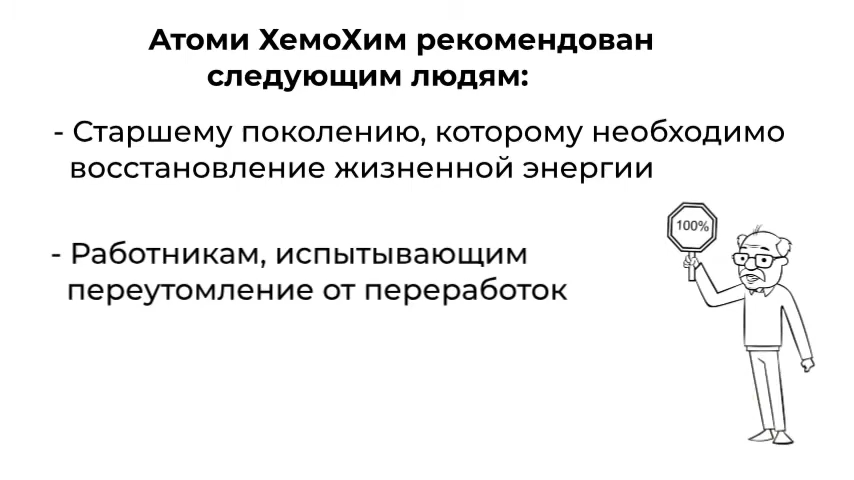 Атоми ХемоХим рекомендован
следующим людям:
- Старшему поколению, которому необходимо
восстановление жизненной энергии
100%
- Работникам, испытывающим
переутомление от переработок